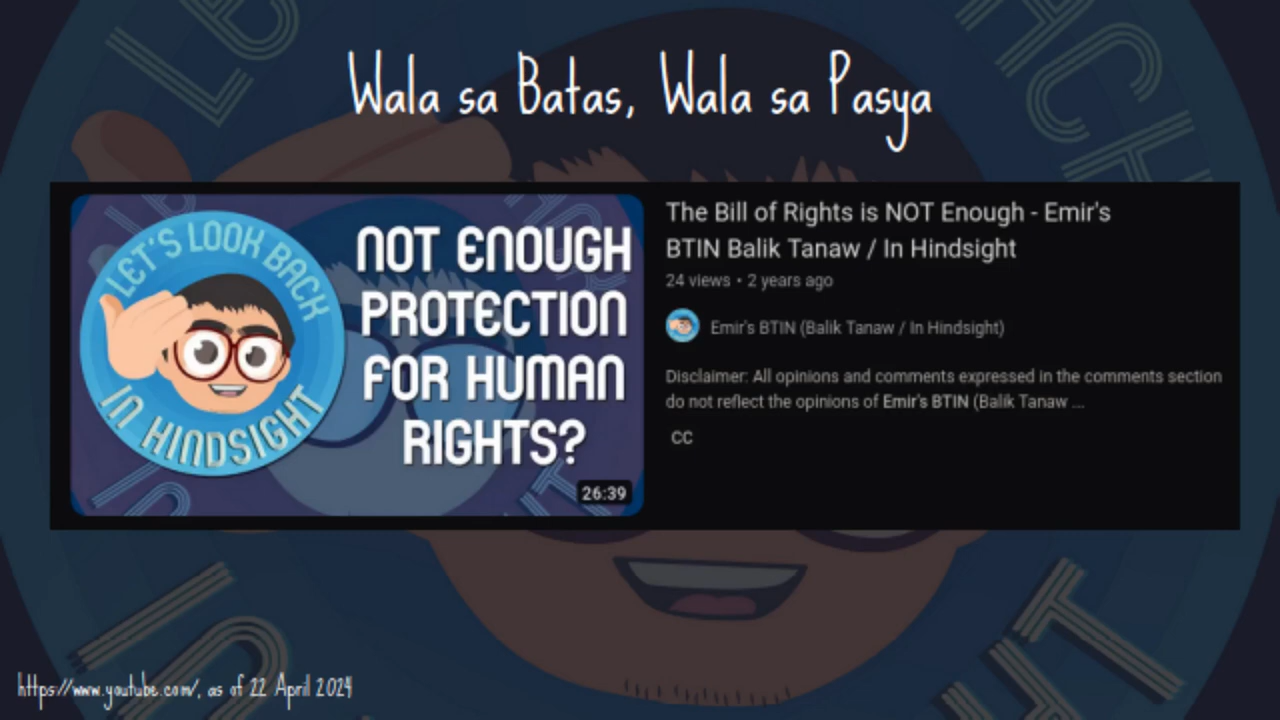 Wala sa Batas, Wala sa Pasya
LET'S LOOK BACK
IN HINDSIGHT
NOT ENOUGH
PROTECTION
FOR HUMAN
RIGHTS?
26:39
The Bill of Rights is NOT Enough - Emir's
BTIN Balik Tanaw / In Hindsight
24 views • 2 years ago
Emir's BTIN (Balik Tanaw / In Hindsight)
Disclaimer: All opinions and comments expressed in the comments section
do not reflect the opinions of Emir's BTIN (Balik Tanaw ...
CC
https://www.youtube.com/, as of 22 April 2024